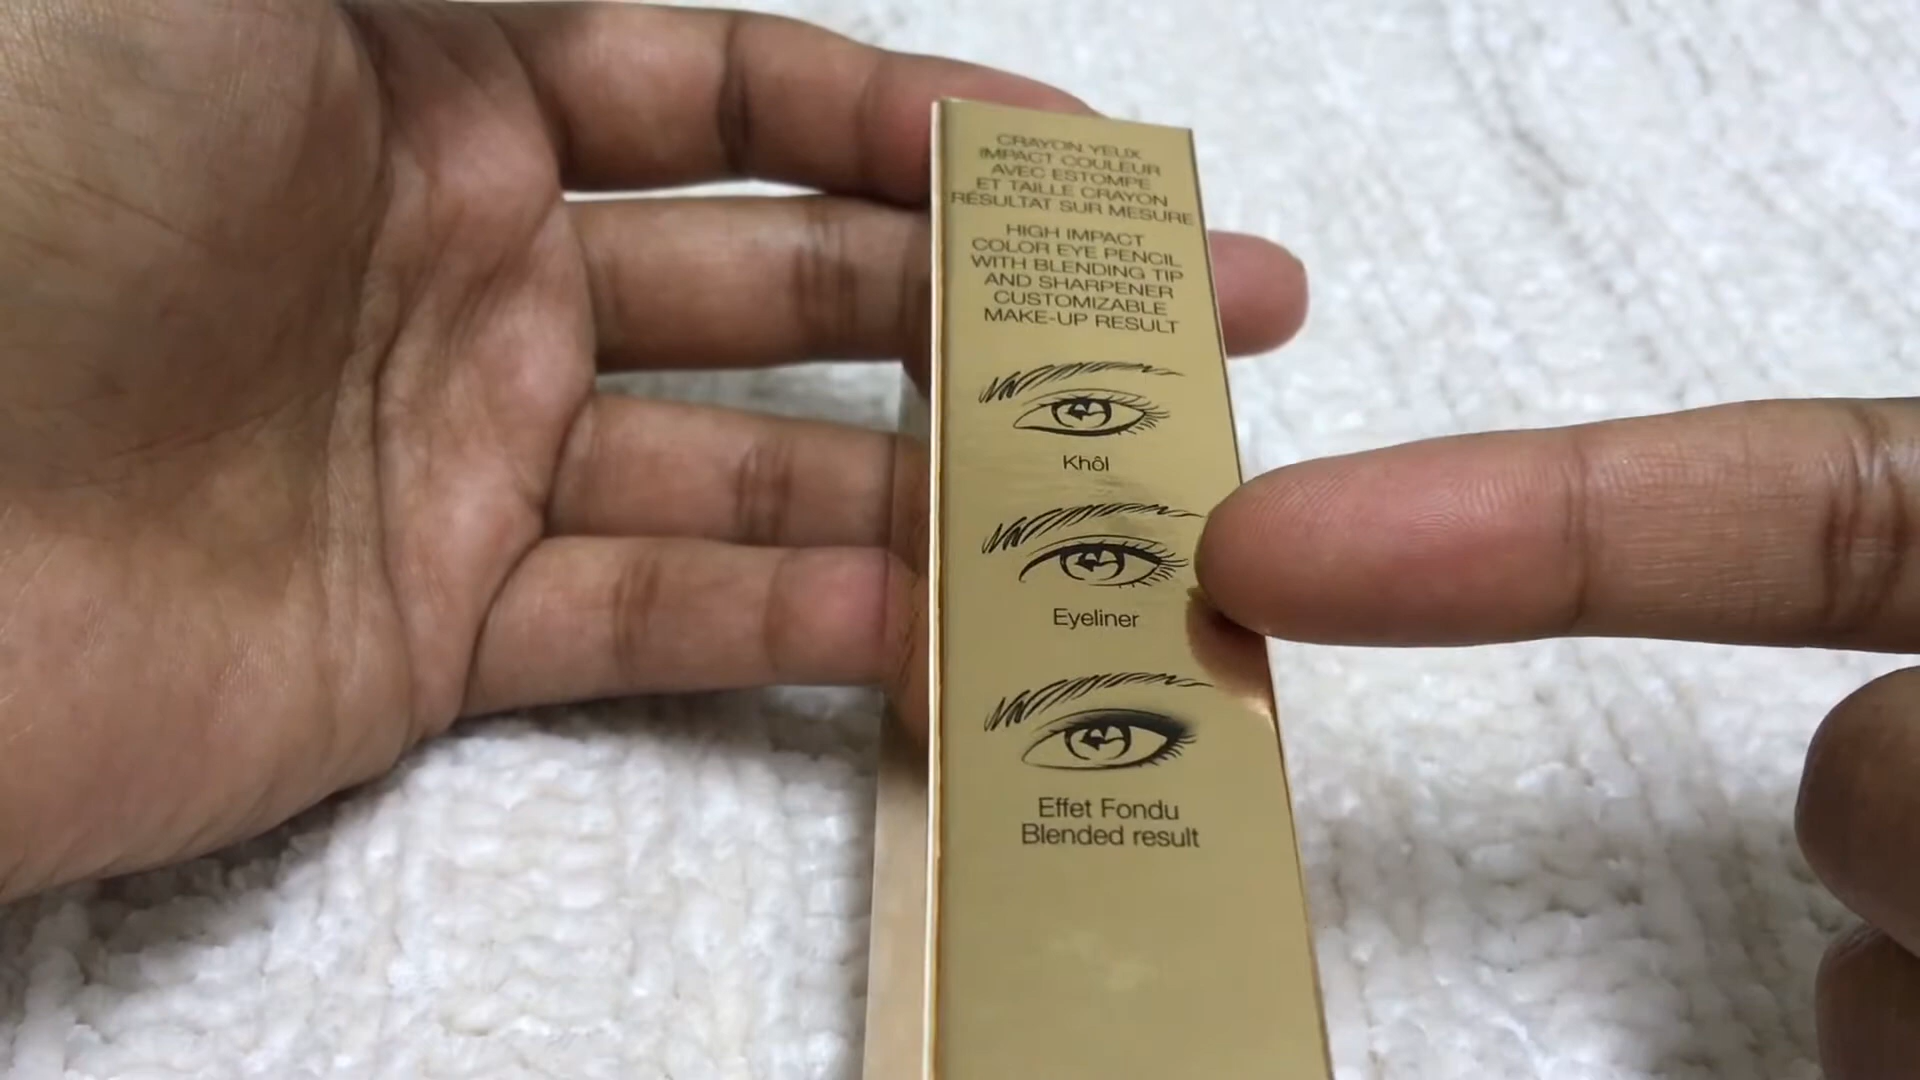 CRAYON YEUX
IMPACT COULEUR
AVEC ESTOMPE
ET TAILLE CRAYON
RÉSULTAT SUR MESURE
HIGH IMPACT
COLOR EYE PENCIL
WITH BLENDING TIP
AND SHARPENER
CUSTOMIZABLE
MAKE-UP RESULT
Khôl
Eyeliner
Effet Fondu
Blended result